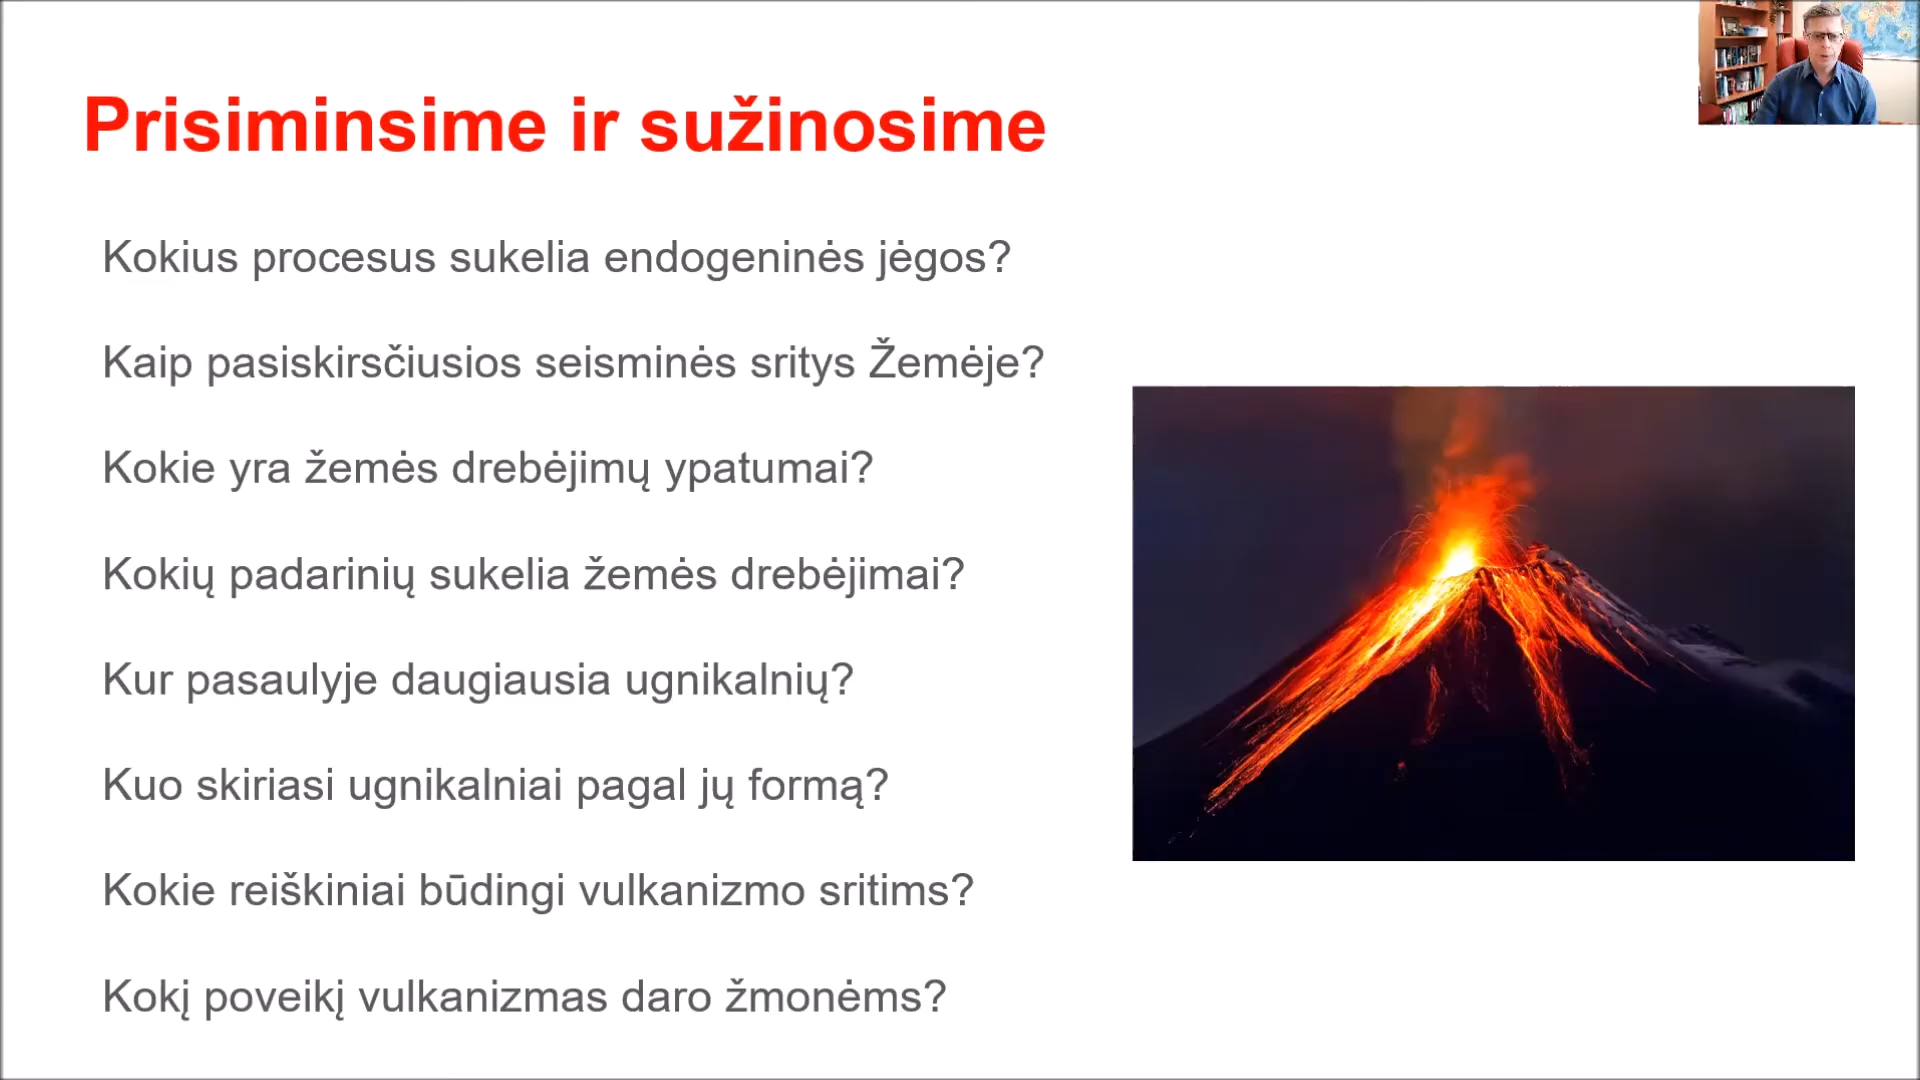 Prisiminsime ir sužinosime
Kokius procesus sukelia endogeninės jėgos?
Kaip pasiskirsčiusios seisminės sritys Žemėje?
Kokie yra žemės drebėjimų ypatumai?
Kokių padarinių sukelia žemės drebėjimai?
Kur pasaulyje daugiausia ugnikalnių?
Kuo skiriasi ugnikalniai pagal jų formą?
Kokie reiškiniai būdingi vulkanizmo sritims?
Kokį poveikį vulkanizmas daro žmonėms?